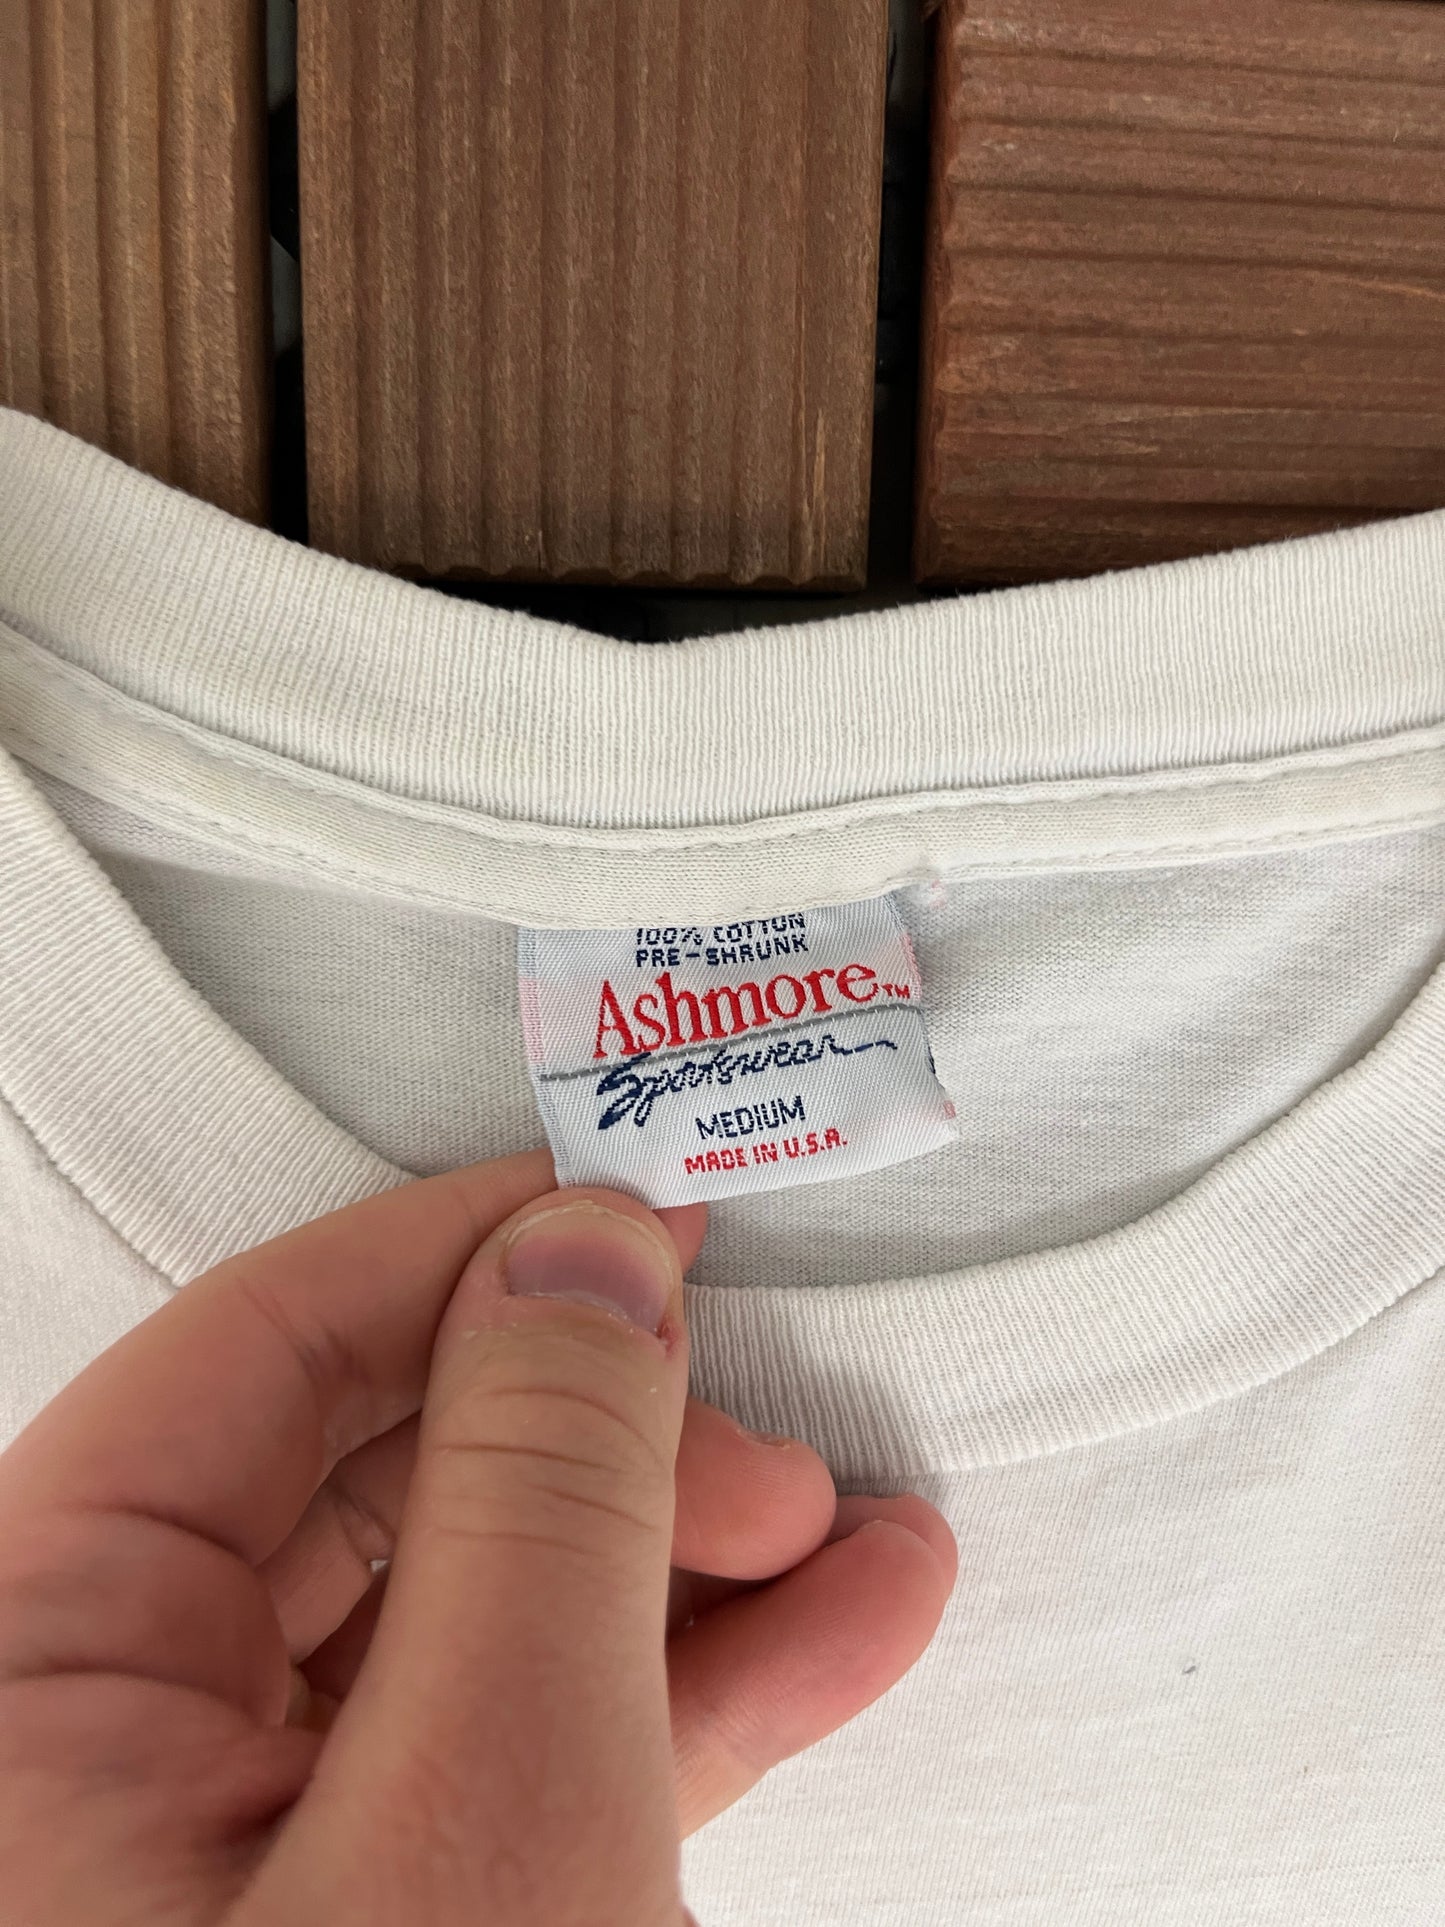 100% COTTON
PRE-SHRUNK
Ashmore™
Sportswear
MEDIUM
MADE IN U.S.A.